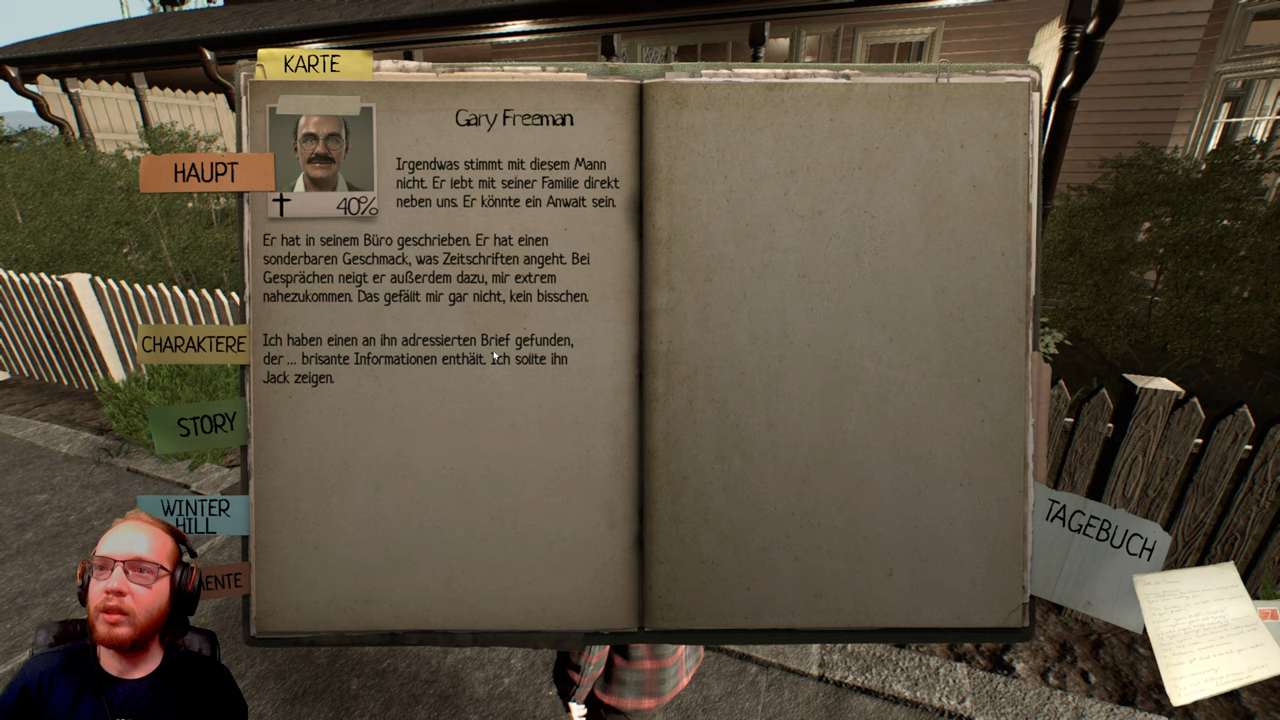 KARTE
HAUPT
Gary Freeman
40%
Irgendwas stimmt mit diesem Mann
nicht. Er lebt mit seiner Familie direkt
neben uns. Er könnte ein Anwalt sein.
Er hat in seinem Büro geschrieben. Er hat einen
sonderbaren Geschmack, was Zeitschriften angeht. Bei
Gesprächen neigt er außerdem dazu, mir extrem
nahezukommen. Das gefällt mir gar nicht, kein bisschen.
Ich haben einen an ihn adressierten Brief gefunden,
der ... brisante Informationen enthält. Ich sollte ihn
Jack zeigen.
CHARAKTERE
STORY
WINTER
HILL
TAGEBUCH